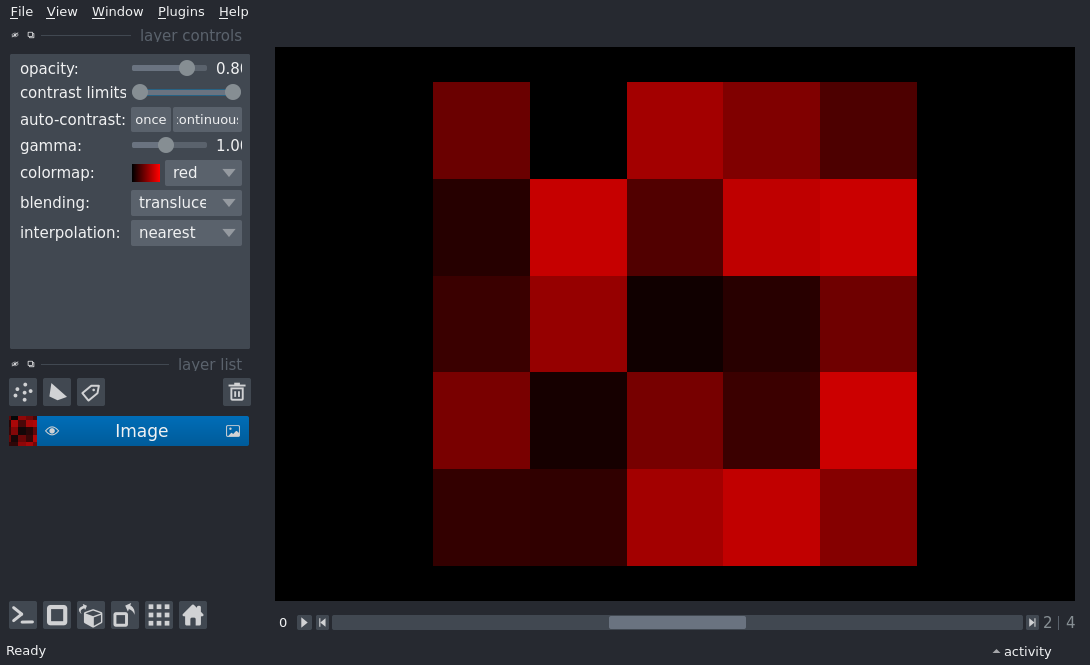 File View Window Plugins Help
layer controls
opacity: 0.80
contrast limits
auto-contrast: once ontinuous
gamma: 1.00
colormap: red
blending: transluce
interpolation: nearest
layer list
Image
0 2 | 4
Ready activity